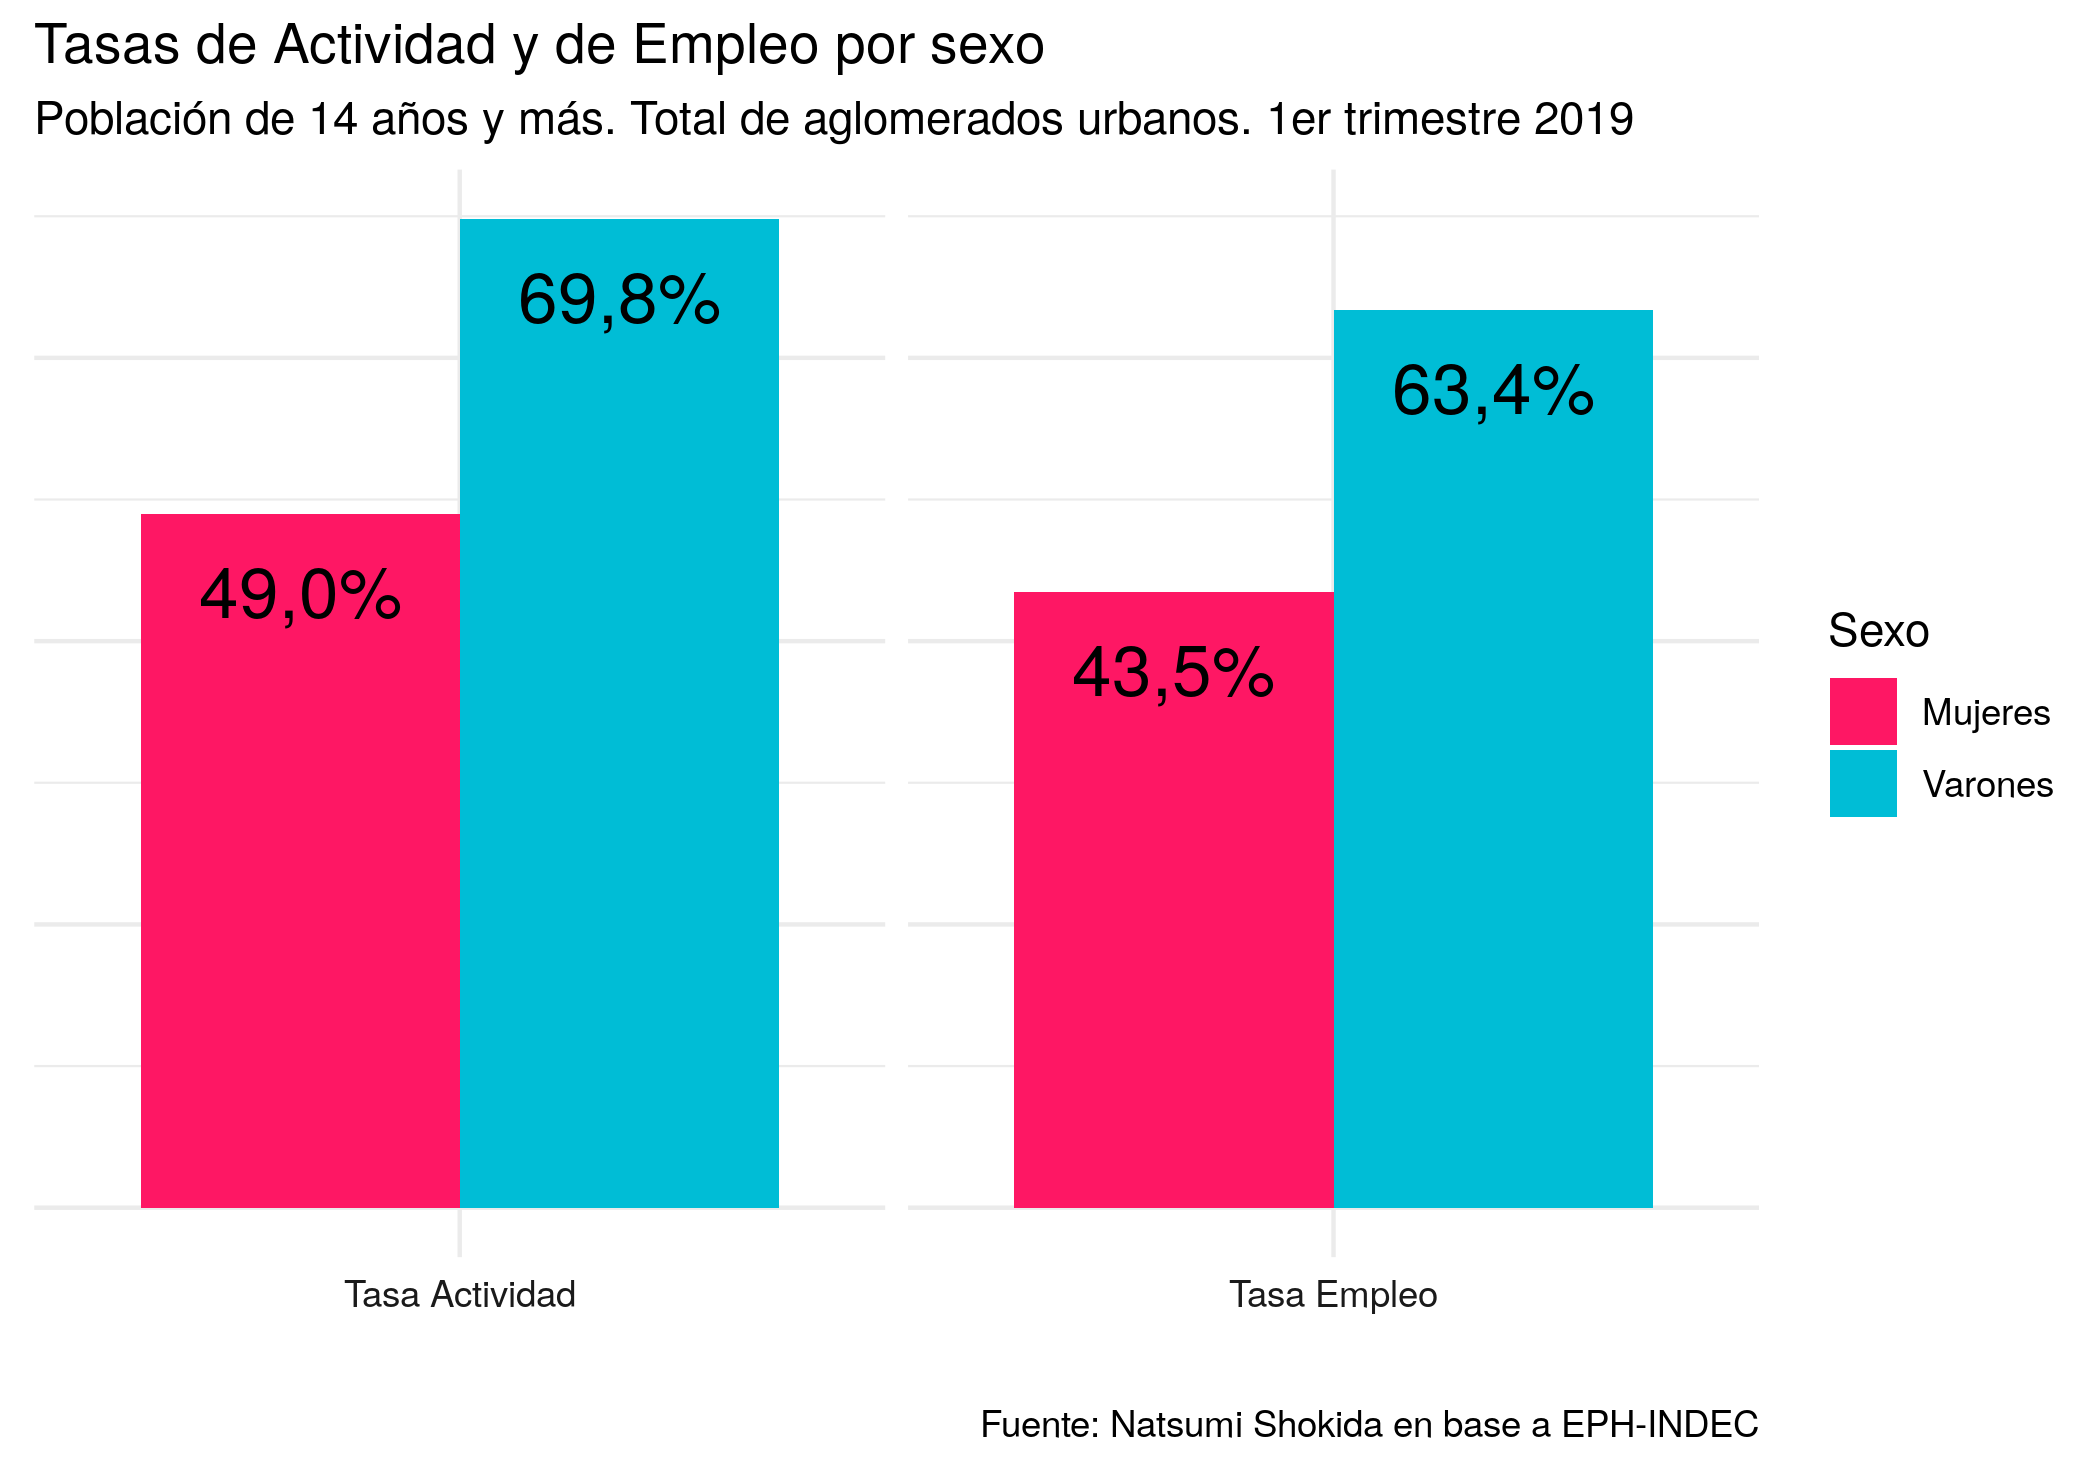 Tasas de Actividad y de Empleo por sexo
Población de 14 años y más. Total de aglomerados urbanos. 1er trimestre 2019
69,8%
63,4%
49,0%
43,5%
Sexo
Mujeres
Varones
Tasa Actividad
Tasa Empleo
Fuente: Natsumi Shokida en base a EPH-INDEC